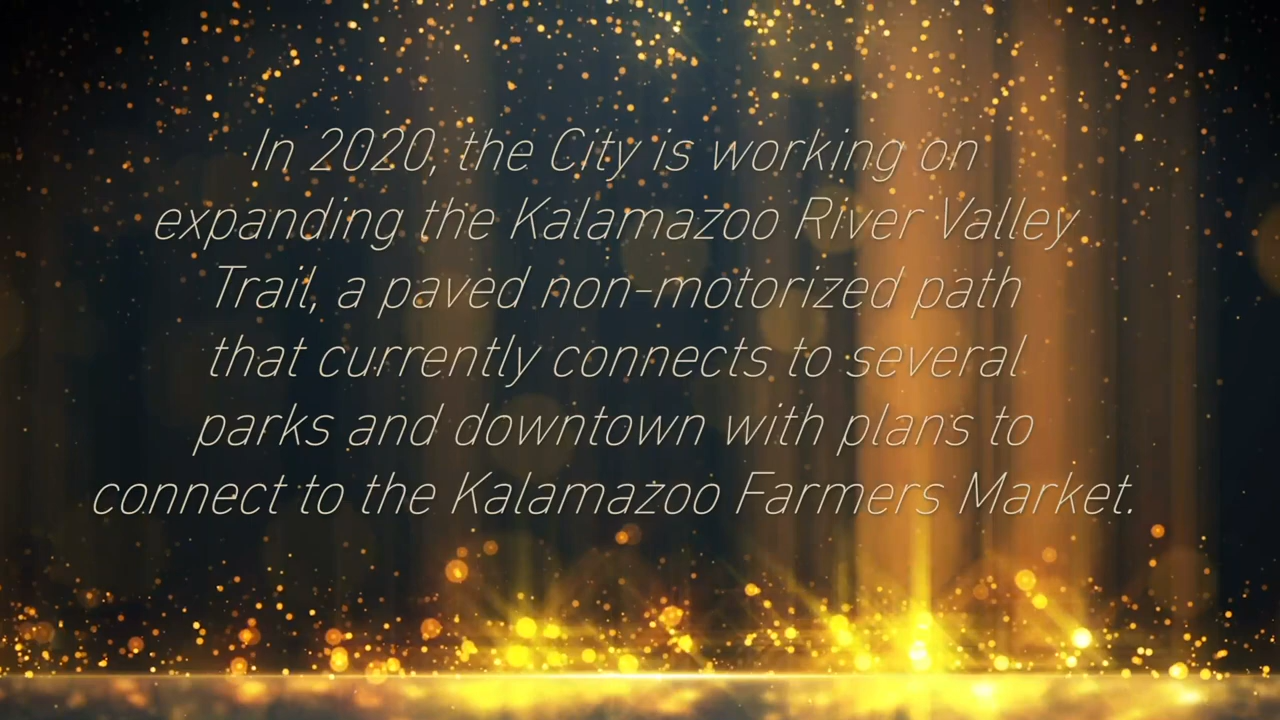 In 2020, the City is working on
expanding the Kalamazoo River Valley
Trail, a paved non-motorized path
that currently connects to several
parks and downtown with plans to
connect to the Kalamazoo Farmers Market.